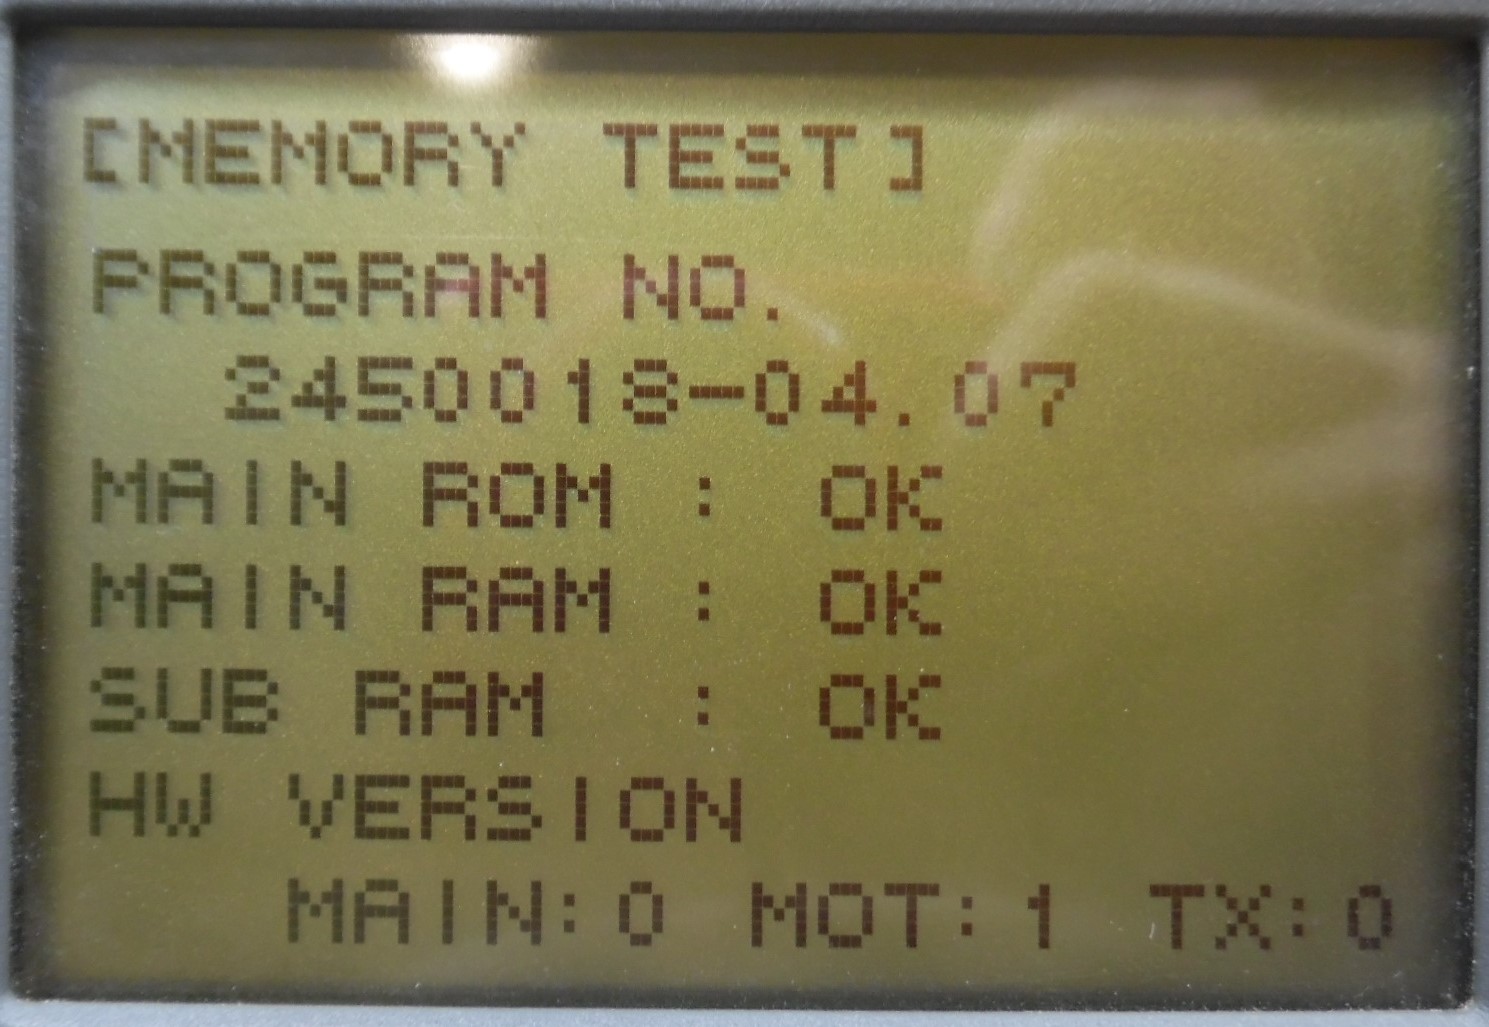 [MEMORY TEST]
PROGRAM NO.
2450018-04.07
MAIN ROM : OK
MAIN RAM : OK
SUB RAM : OK
HW VERSION
MAIN:0 MOT:1 TX:0